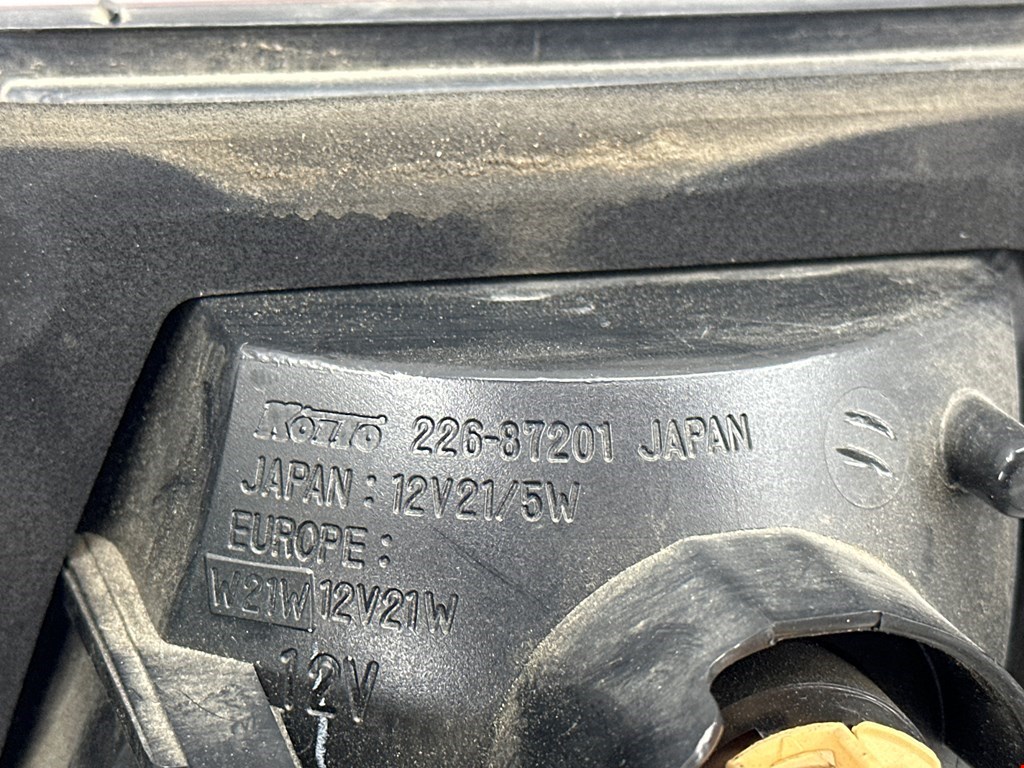 KOITO 226-87201 JAPAN
JAPAN : 12V21/5W
EUROPE :
W21W 12V21W
12V